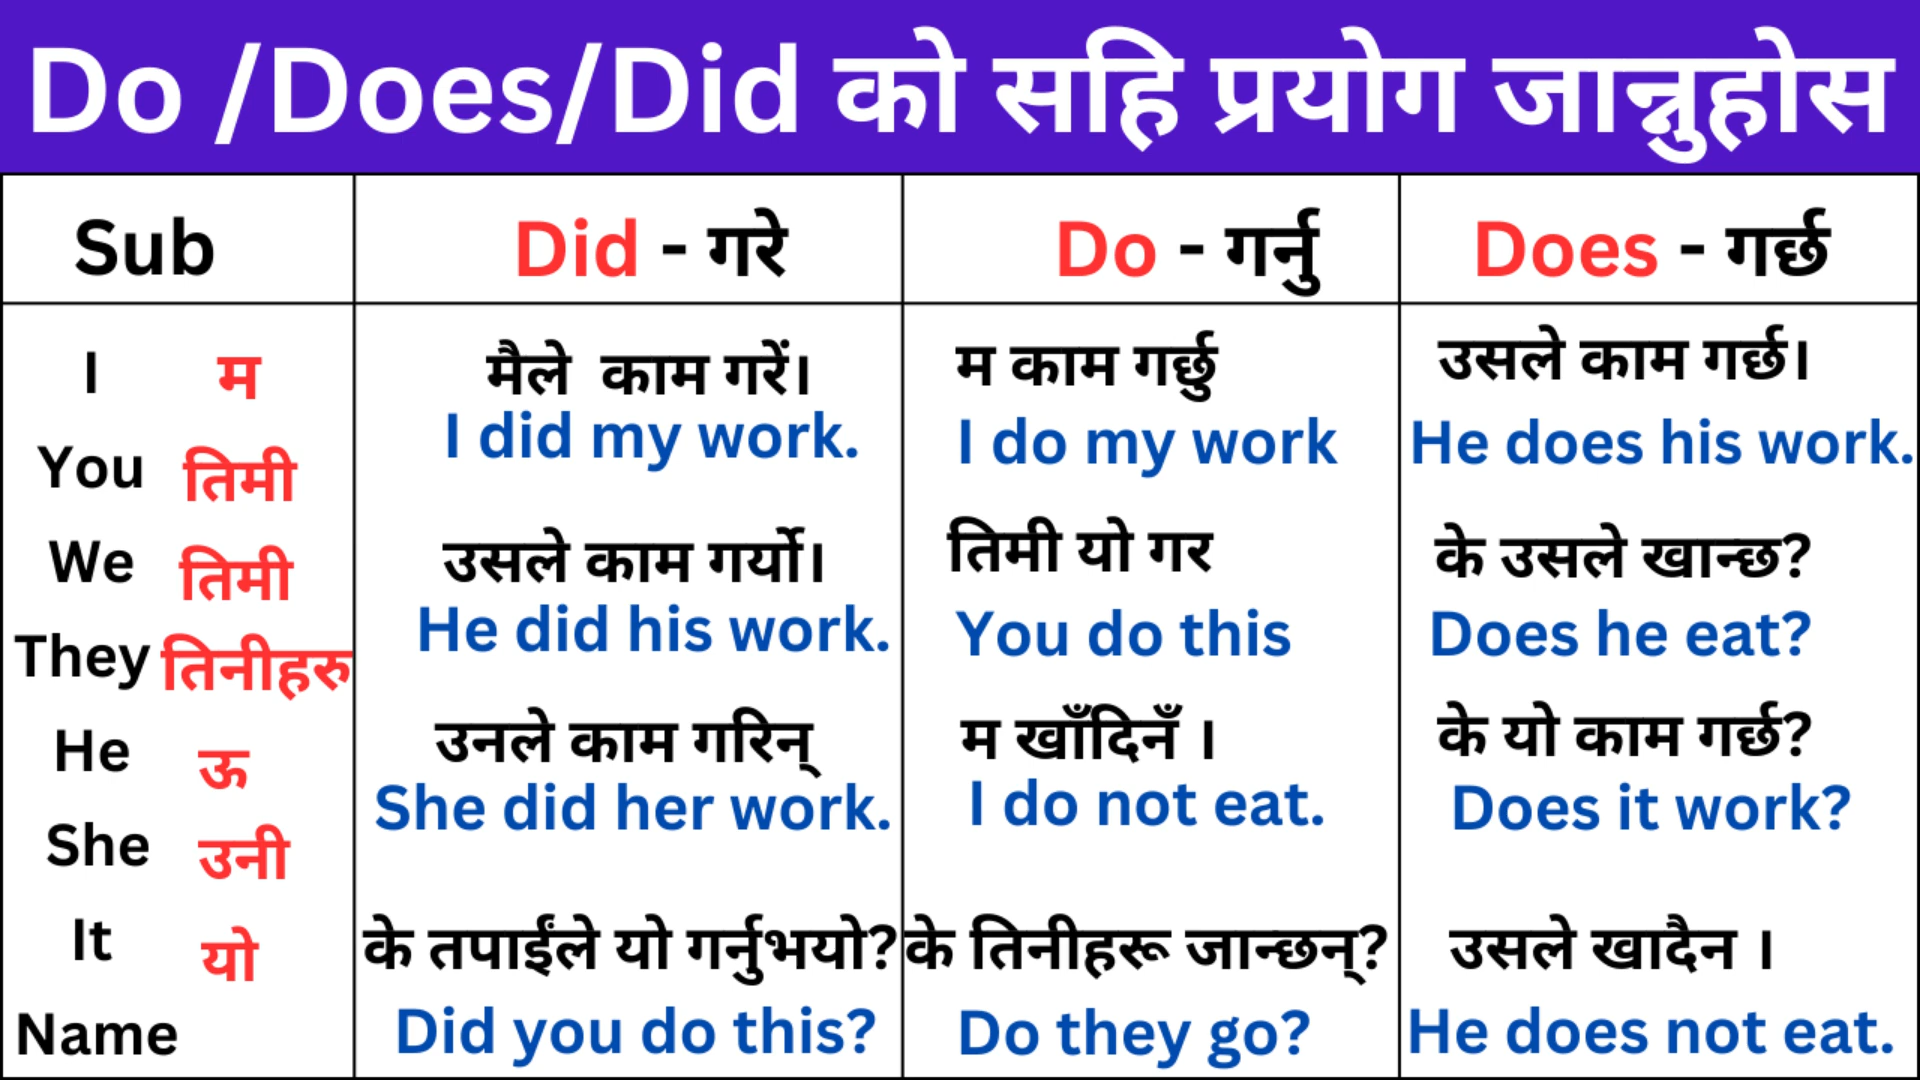 Do /Does/Did को सहि प्रयोग जान्नुहोस
Sub
Did - गरे
Do - गर्नु
Does - गर्छ
I म
You तिमी
We तिमी
They तिनीहरु
He ऊ
She उनी
It यो
Name
मैले काम गरें।
I did my work.
उसले काम गर्यो।
He did his work.
उनले काम गरिन्
She did her work.
के तपाईंले यो गर्नुभयो?
Did you do this?
म काम गर्छु
I do my work
तिमी यो गर
You do this
म खाँदिनँ ।
I do not eat.
के तिनीहरू जान्छन्?
Do they go?
उसले काम गर्छ।
He does his work.
के उसले खान्छ?
Does he eat?
के यो काम गर्छ?
Does it work?
उसले खादैन ।
He does not eat.